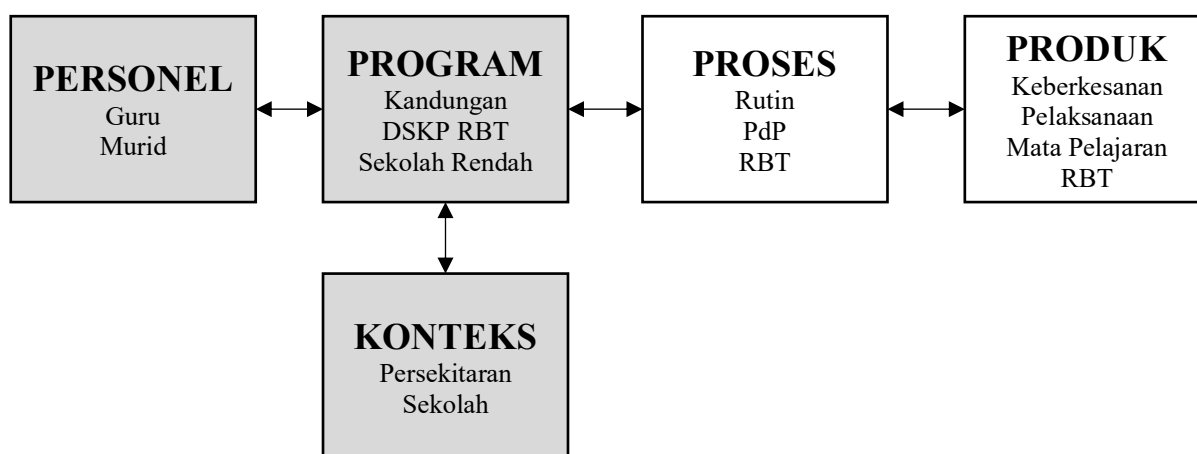 PERSONEL
Guru
Murid
PROGRAM
Kandungan
DSKP RBT
Sekolah Rendah
PROSES
Rutin
PdP
RBT
PRODUK
Keberkesanan
Pelaksanaan
Mata Pelajaran
RBT
KONTEKS
Persekitaran
Sekolah